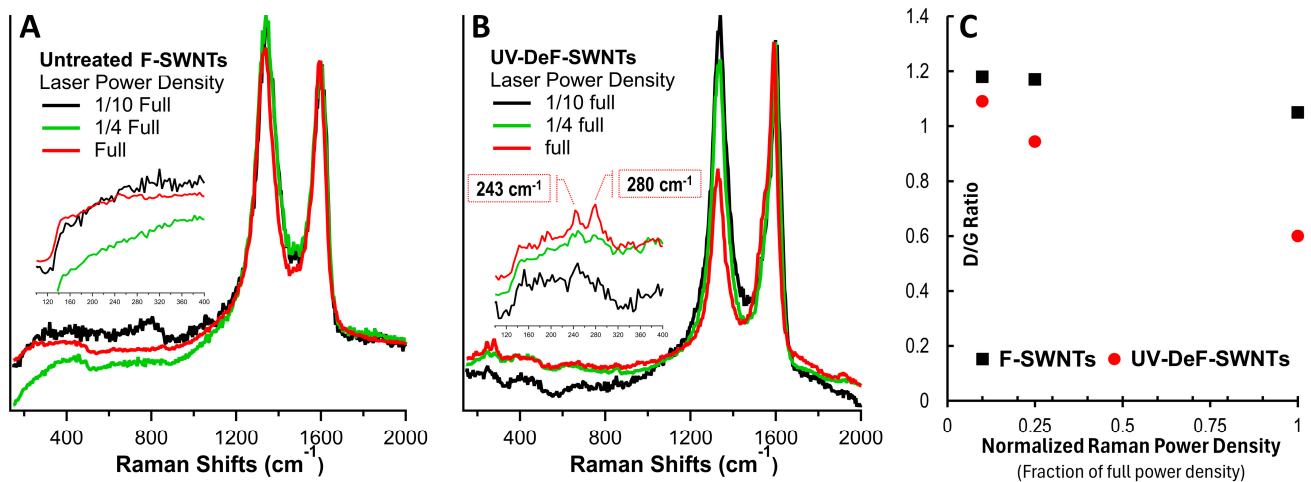 A
Untreated F-SWNTs
Laser Power Density
1/10 Full
1/4 Full
Full
120 160 200 240 280 320 360 400
400 800 1200 1600 2000
Raman Shifts (cm-1)
B
UV-DeF-SWNTs
Laser Power Density
1/10 full
1/4 full
full
243 cm-1
280 cm-1
120 160 200 240 280 320 360 400
400 800 1200 1600 2000
Raman Shifts (cm-1)
C
1.4
1.2
1
0.8
0.6
0.4
0.2
0
D/G Ratio
F-SWNTs UV-DeF-SWNTs
0 0.25 0.5 0.75 1
Normalized Raman Power Density
(Fraction of full power density)